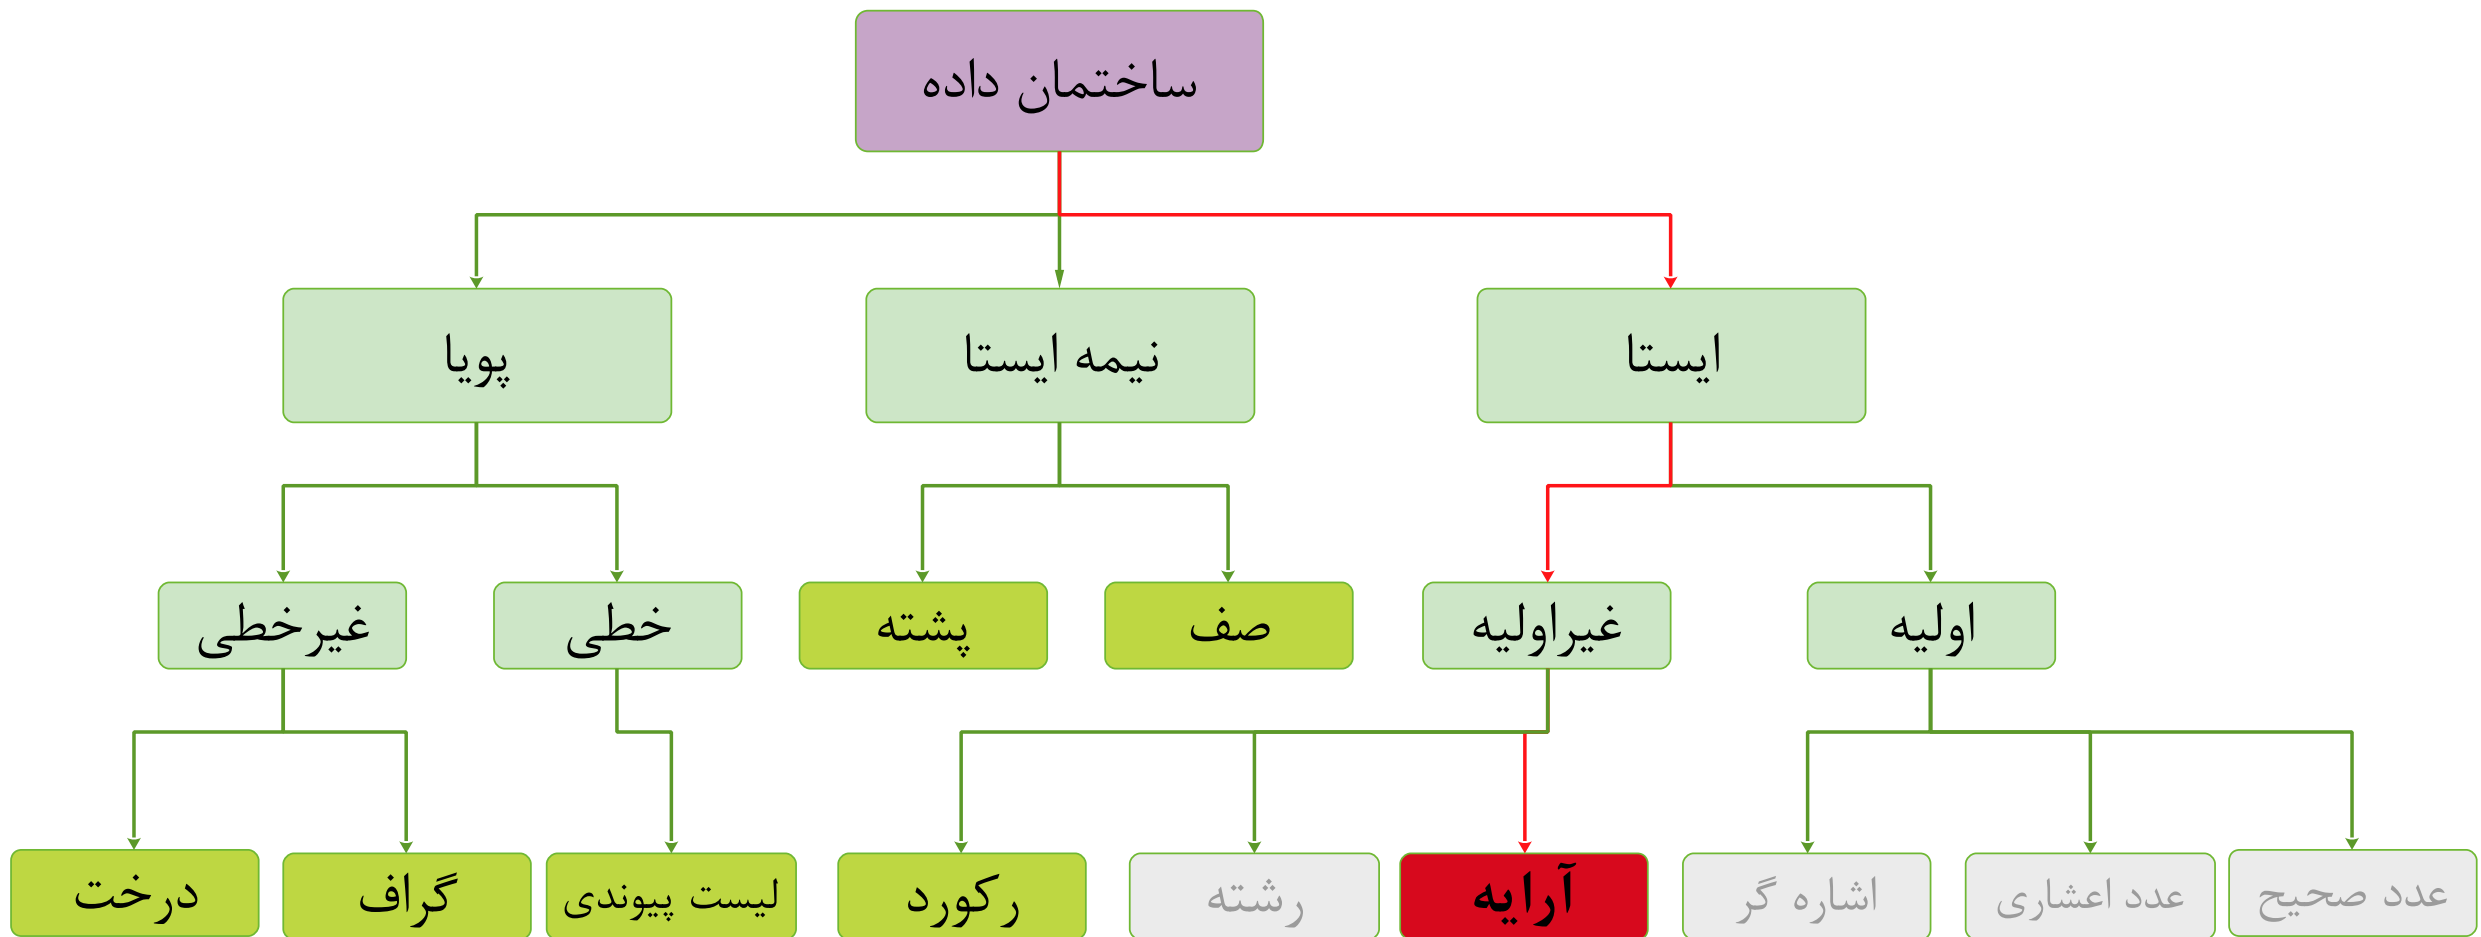 ساختمان داده
ایستا
نیمه ایستا
پویا
اولیه
غیراولیه
صف
پشته
خطی
غیرخطی
عدد صحیح
عدد اعشاری
اشاره گر
آرایه
رشته
رکورد
لیست پیوندی
گراف
درخت